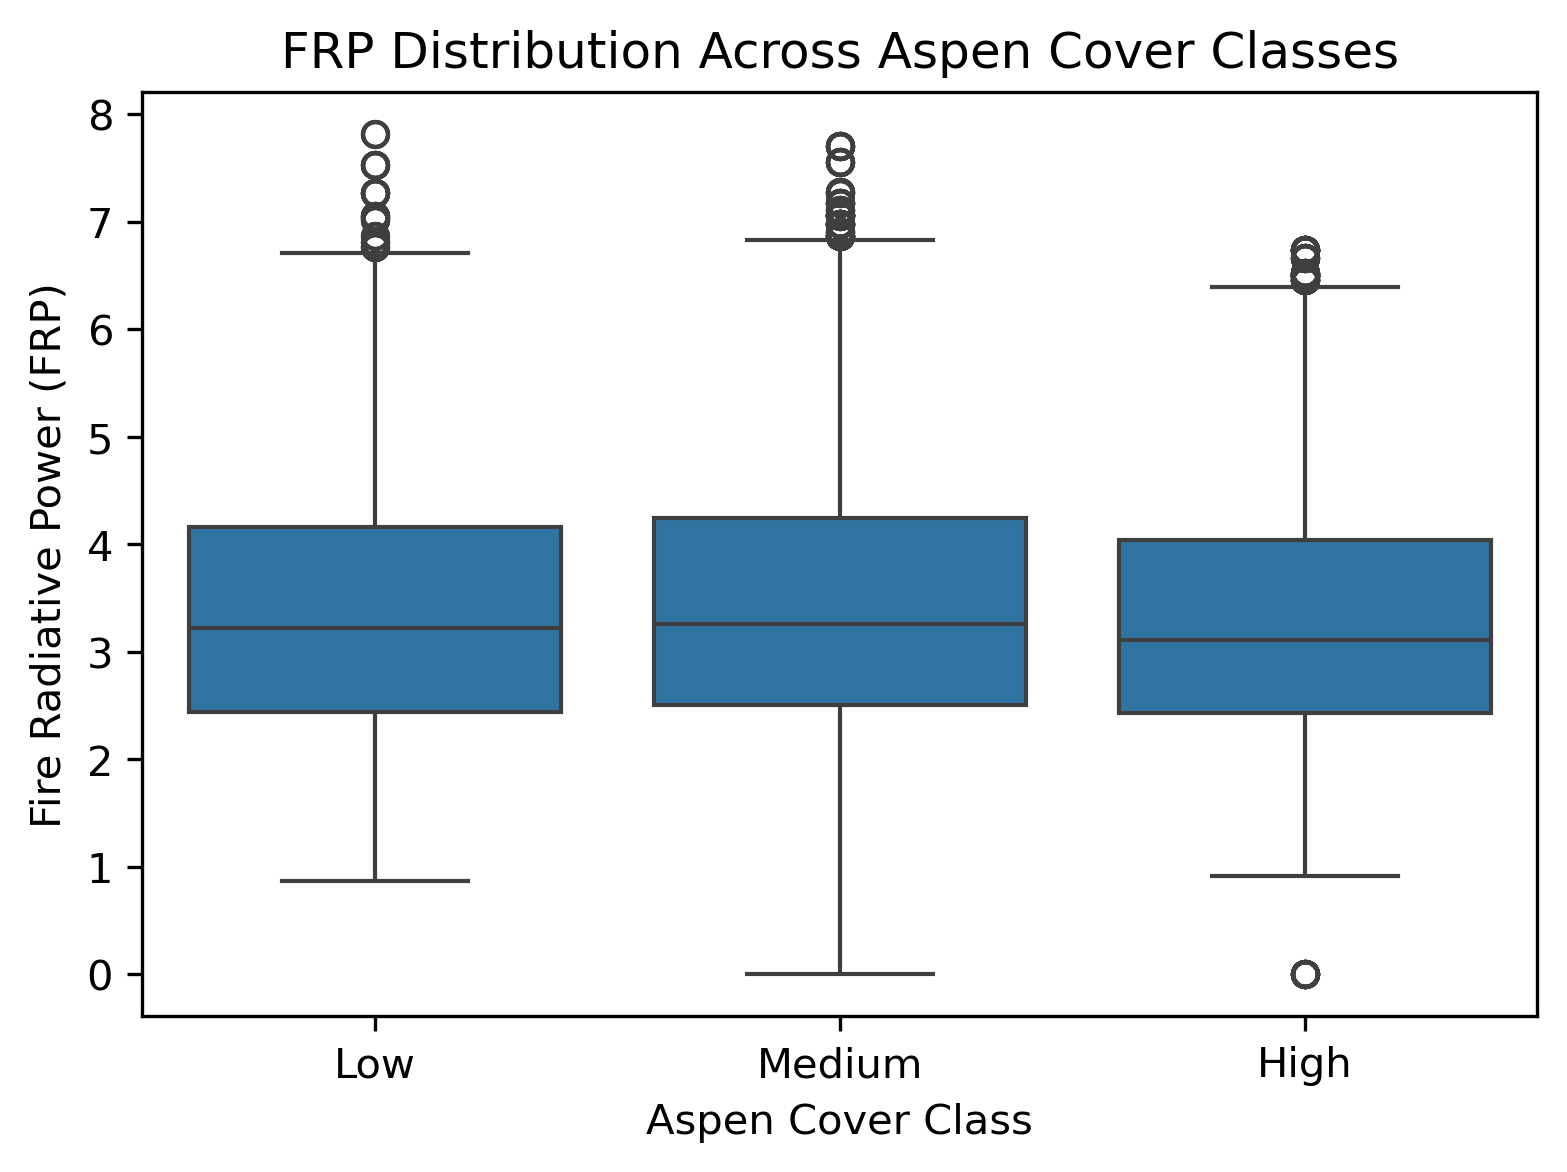 FRP Distribution Across Aspen Cover Classes
8
7
6
5
4
3
2
1
0
Fire Radiative Power (FRP)
Low Medium High
Aspen Cover Class